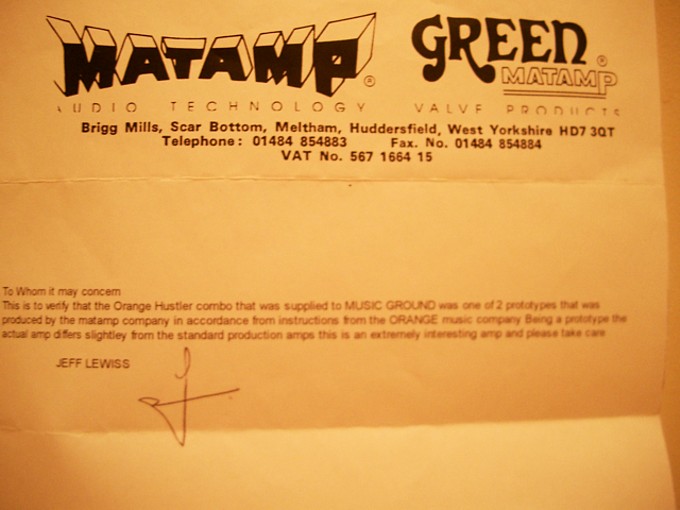 MATAMP ® GREEN ®
MATAMP
AUDIO TECHNOLOGY VALVE PRODUCTS
Brigg Mills, Scar Bottom, Meltham, Huddersfield, West Yorkshire HD7 3QT
Telephone: 01484 854883 Fax. No. 01484 854884
VAT No. 567 1664 15
To Whom it may concern
This is to verify that the Orange Hustler combo that was supplied to MUSIC GROUND was one of 2 prototypes that was
produced by the matamp company in accordance from instructions from the ORANGE music company Being a prototype the
actual amp differs slightley from the standard production amps this is an extremely interesting amp and please take care
JEFF LEWISS